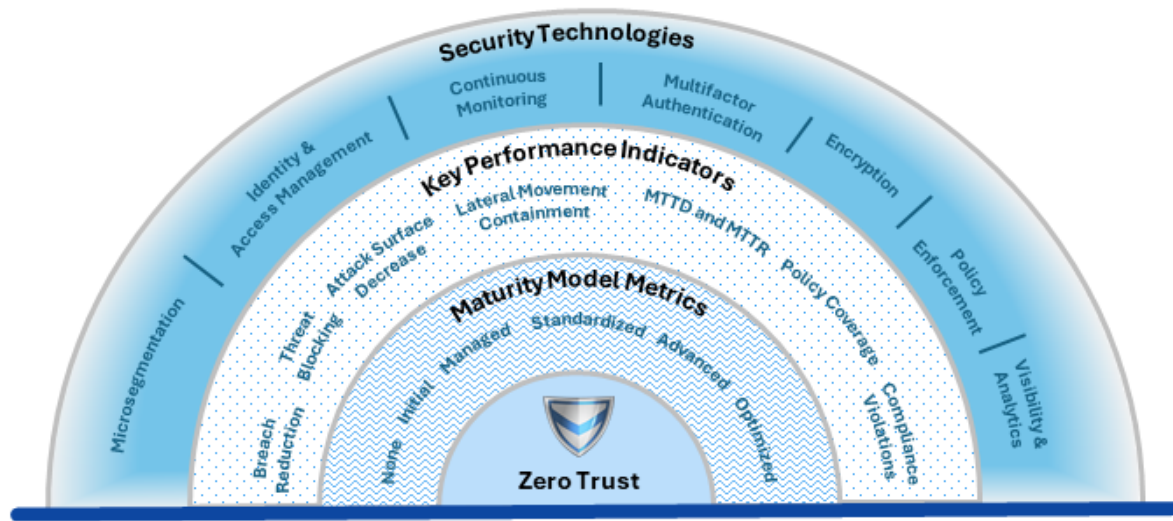 Security Technologies
Microsegmentation
Identity &
Access Management
Continuous
Monitoring
Multifactor
Authentication
Encryption
Policy
Enforcement
Visibility &
Analytics
Key Performance Indicators
Breach
Reduction
Threat
Blocking
Attack Surface
Decrease
Lateral Movement
Containment
MTTD and MTTR
Policy Coverage
Compliance
Violations
Maturity Model Metrics
None
Initial
Managed
Standardized
Advanced
Optimized
Zero Trust